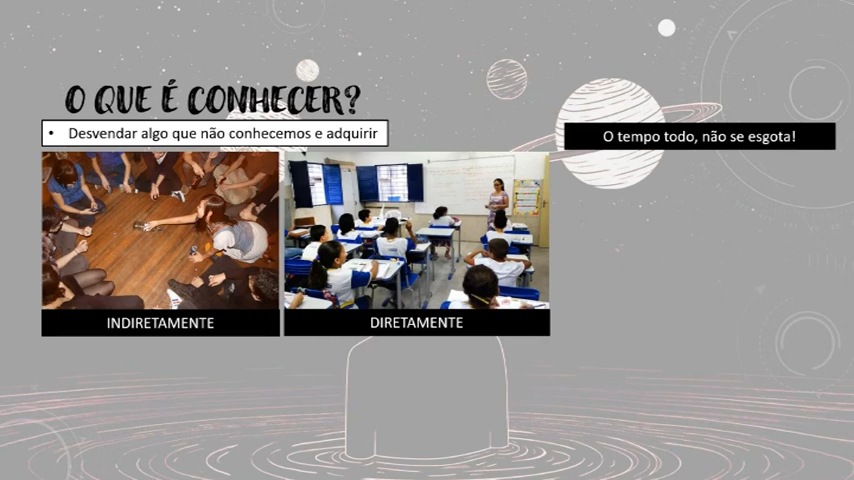 O QUE É CONHECER?
• Desvendar algo que não conhecemos e adquirir
O tempo todo, não se esgota!
INDIRETAMENTE
DIRETAMENTE